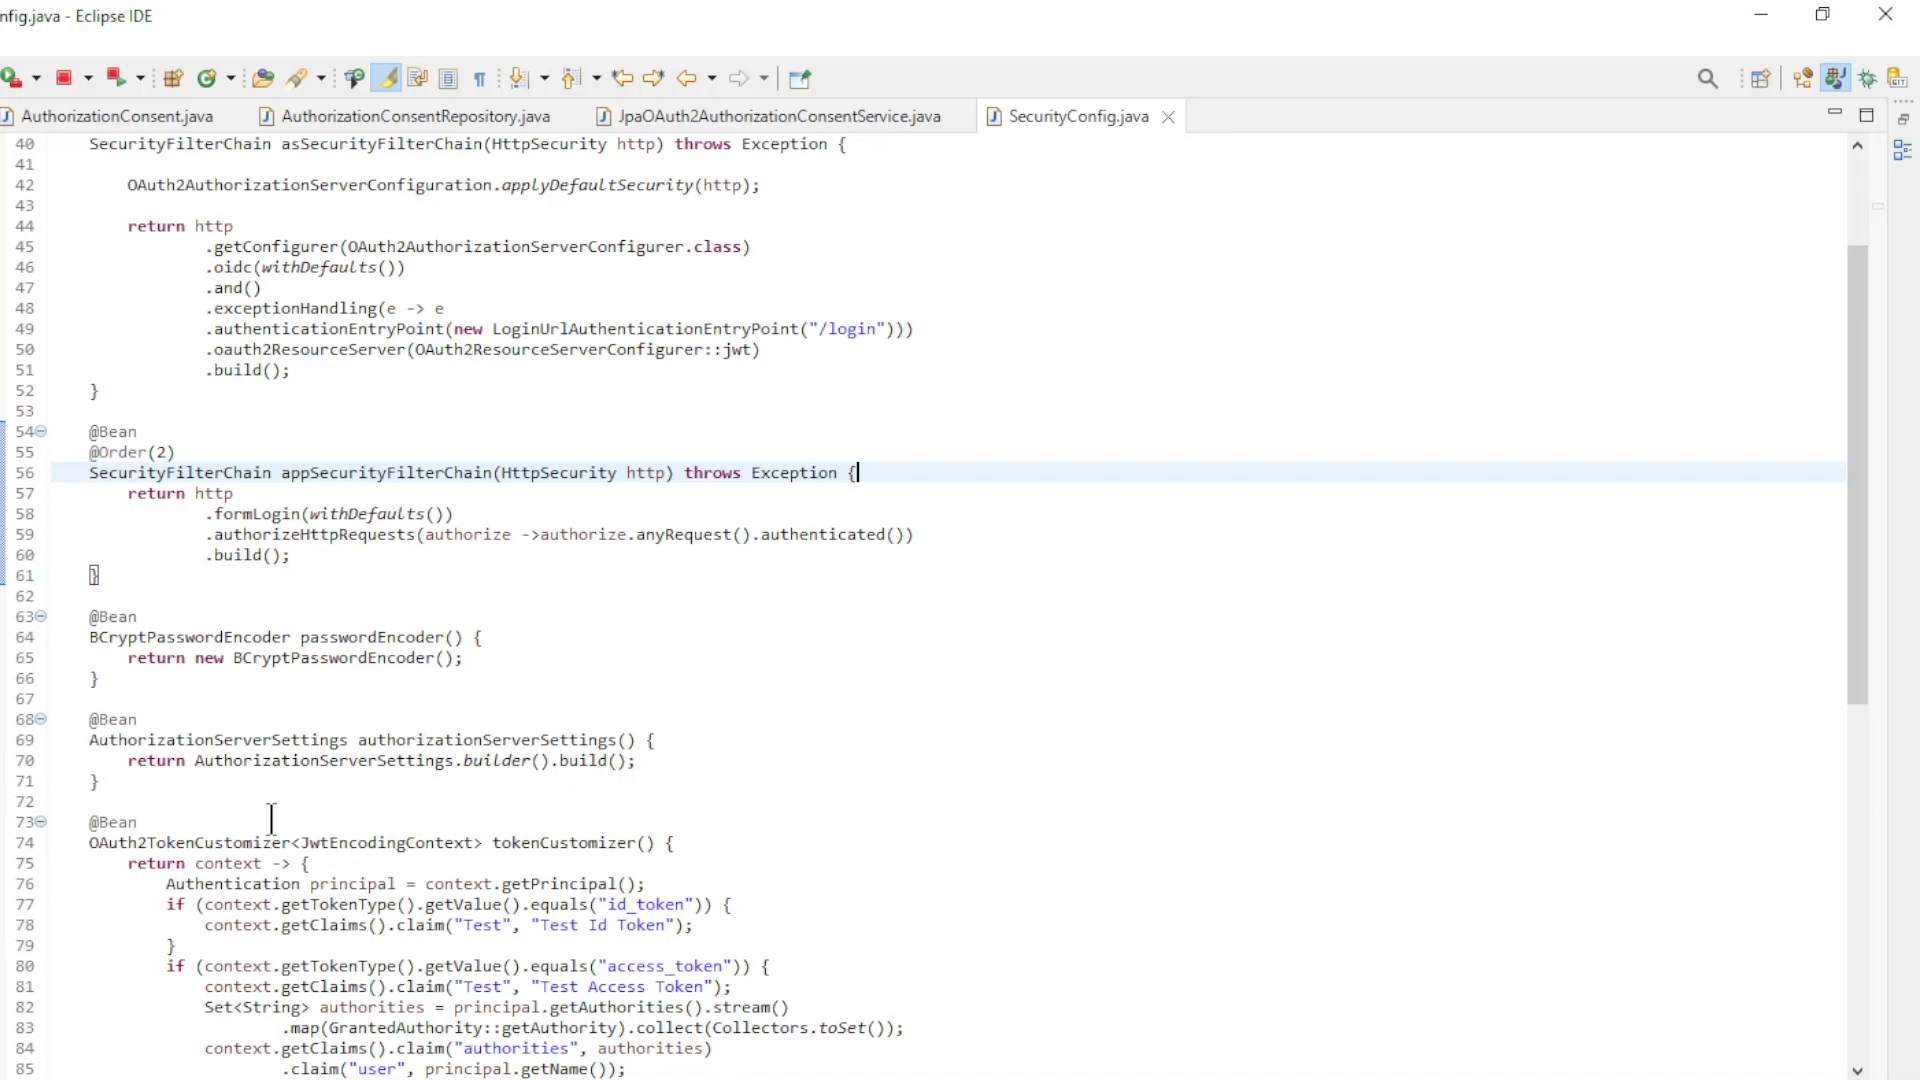 nfig.java - Eclipse IDE
AuthorizationConsent.java
AuthorizationConsentRepository.java
JpaOAuth2AuthorizationConsentService.java
SecurityConfig.java
40 SecurityFilterChain asSecurityFilterChain(HttpSecurity http) throws Exception {
41
42 OAuth2AuthorizationServerConfiguration.applyDefaultSecurity(http);
43
44 return http
45 .getConfigurer(OAuth2AuthorizationServerConfigurer.class)
46 .oidc(withDefaults())
47 .and()
48 .exceptionHandling(e -> e
49 .authenticationEntryPoint(new LoginUrlAuthenticationEntryPoint("/login")))
50 .oauth2ResourceServer(OAuth2ResourceServerConfigurer::jwt)
51 .build();
52 }
53
54 @Bean
55 @Order(2)
56 SecurityFilterChain appSecurityFilterChain(HttpSecurity http) throws Exception {
57 return http
58 .formLogin(withDefaults())
59 .authorizeHttpRequests(authorize ->authorize.anyRequest().authenticated())
60 .build();
61 }
62
63 @Bean
64 BCryptPasswordEncoder passwordEncoder() {
65 return new BCryptPasswordEncoder();
66 }
67
68 @Bean
69 AuthorizationServerSettings authorizationServerSettings() {
70 return AuthorizationServerSettings.builder().build();
71 }
72
73 @Bean
74 OAuth2TokenCustomizer<JwtEncodingContext> tokenCustomizer() {
75 return context -> {
76 Authentication principal = context.getPrincipal();
77 if (context.getTokenType().getValue().equals("id_token")) {
78 context.getClaims().claim("Test", "Test Id Token");
79 }
80 if (context.getTokenType().getValue().equals("access_token")) {
81 context.getClaims().claim("Test", "Test Access Token");
82 Set<String> authorities = principal.getAuthorities().stream()
83 .map(GrantedAuthority::getAuthority).collect(Collectors.toSet());
84 context.getClaims().claim("authorities", authorities)
85 .claim("user", principal.getName());